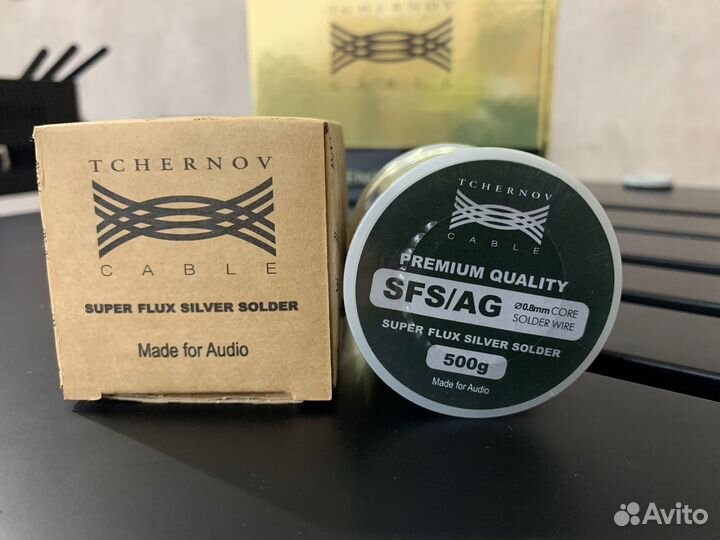 TCHERNOV
CABLE
TCHERNOV
CABLE
SUPER FLUX SILVER SOLDER
Made for Audio
TCHERNOV
CABLE
PREMIUM QUALITY
SFS/AG
Ø0.8mm CORE
SOLDER WIRE
SUPER FLUX SILVER SOLDER
500g
Made for Audio
Avito